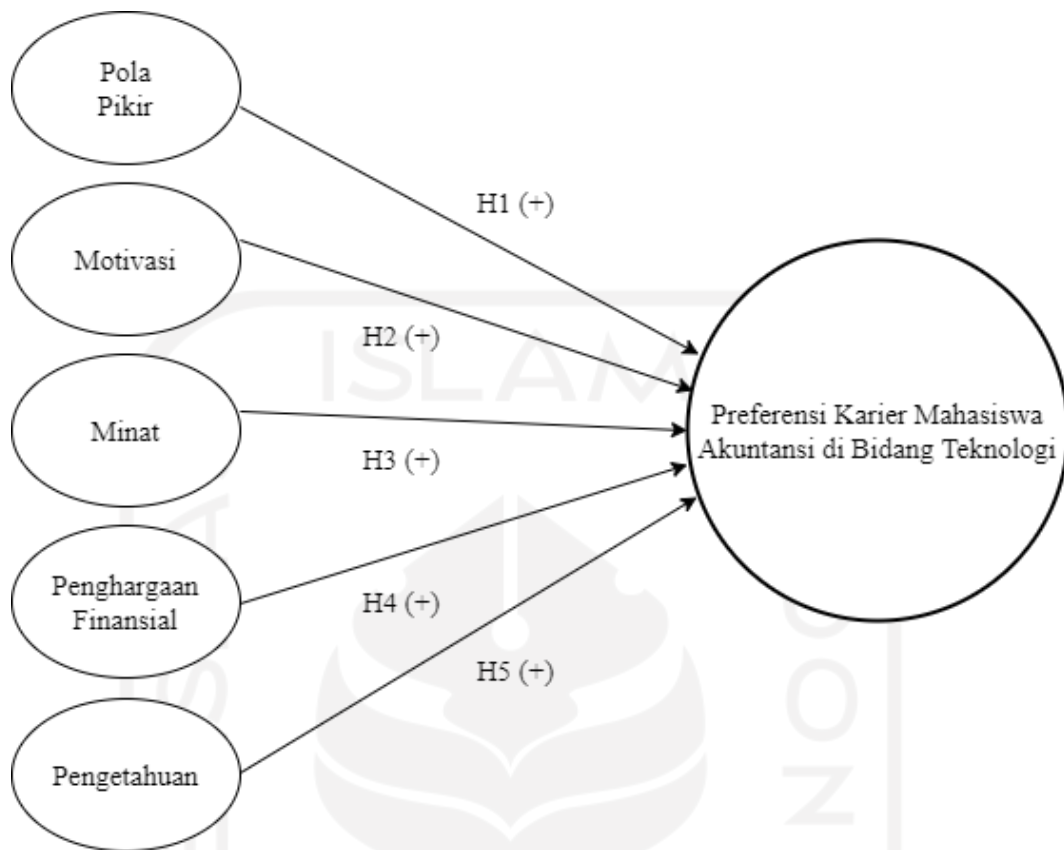 Pola
Pikir
H1 (+)
Motivasi
H2 (+)
ISLAM
Minat
H3 (+)
Preferensi Karier Mahasiswa
Akuntansi di Bidang Teknologi
Penghargaan
Finansial
H4 (+)
H5 (+)
Pengetahuan